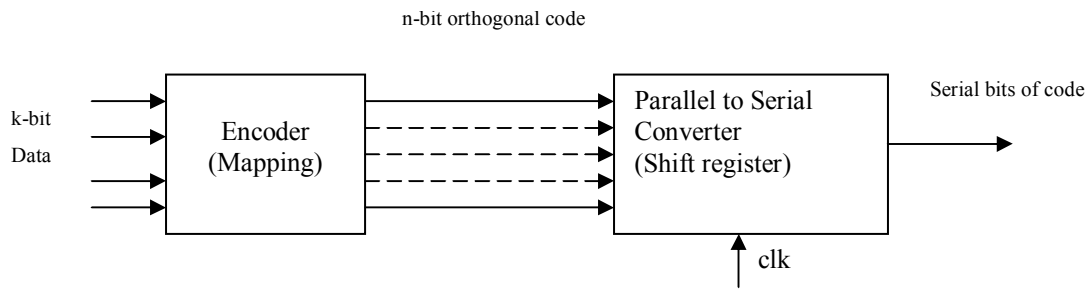 n-bit orthogonal code
k-bit
Data
Encoder
(Mapping)
Parallel to Serial
Converter
(Shift register)
Serial bits of code
clk